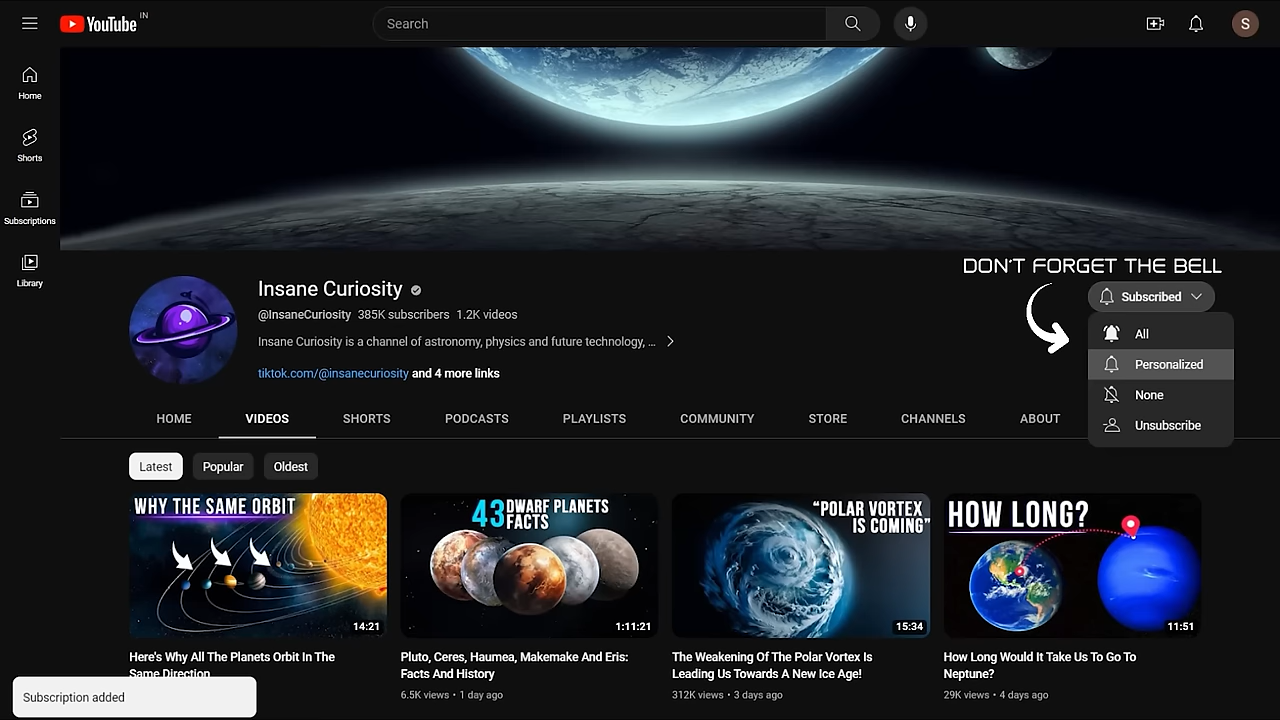 YouTube IN
Search
S
Home
Shorts
Subscriptions
Library
DON'T FORGET THE BELL
Insane Curiosity
@InsaneCuriosity 385K subscribers 1.2K videos
Insane Curiosity is a channel of astronomy, physics and future technology, ...
tiktok.com/@insanecuriosity and 4 more links
Subscribed
All
Personalized
None
Unsubscribe
HOME VIDEOS SHORTS PODCASTS PLAYLISTS COMMUNITY STORE CHANNELS ABOUT
Latest Popular Oldest
WHY THE SAME ORBIT
14:21
43 DWARF PLANETS
FACTS
1:11:21
“POLAR VORTEX
IS COMING”
15:34
HOW LONG?
11:51
Here's Why All The Planets Orbit In The
Same Direction
Pluto, Ceres, Haumea, Makemake And Eris:
Facts And History
6.5K views • 1 day ago
The Weakening Of The Polar Vortex Is
Leading Us Towards A New Ice Age!
312K views • 3 days ago
How Long Would It Take Us To Go To
Neptune?
29K views • 4 days ago
Subscription added